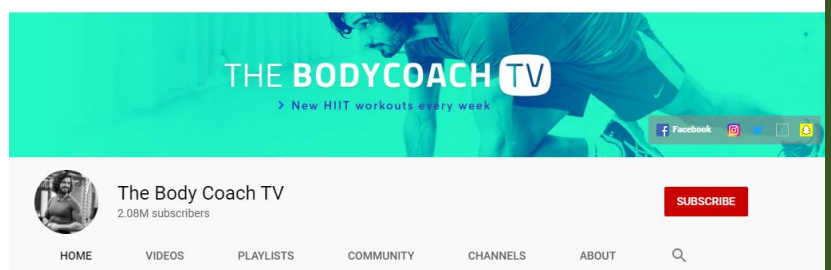 THE BODYCOACH TV
> New HIIT workouts every week
Facebook
The Body Coach TV
2.08M subscribers
SUBSCRIBE
HOME VIDEOS PLAYLISTS COMMUNITY CHANNELS ABOUT